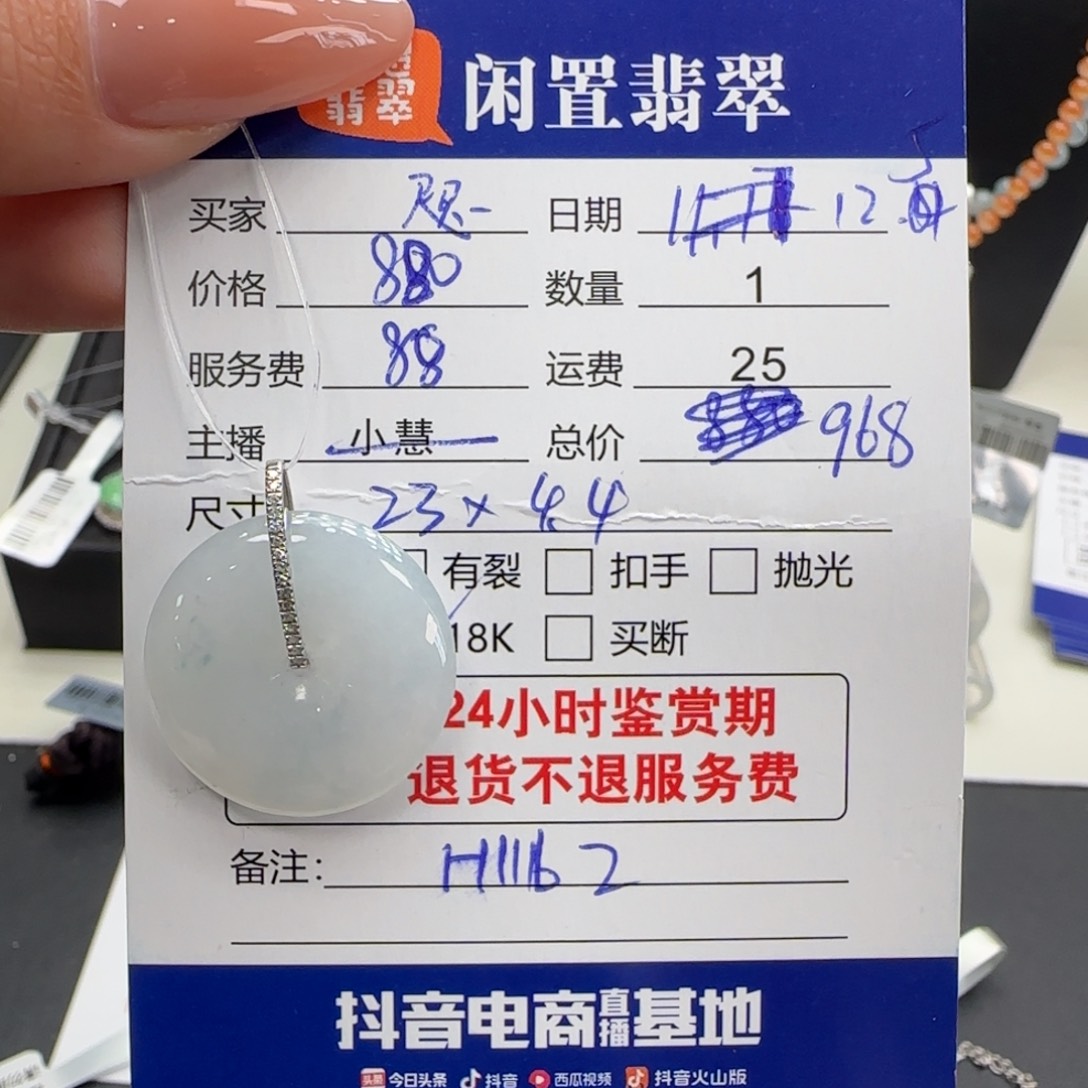 翡翠
闲置翡翠
买家 日期 12
价格 880 数量 1
服务费 88 运费 25
主播 小慧 总价 968
尺寸 23×4.4
有裂 扣手 抛光
18K 买断
24小时鉴赏期
退货不退服务费
备注: H1162
抖音电商直播基地
头条 今日头条 抖音 西瓜视频 抖音火山版